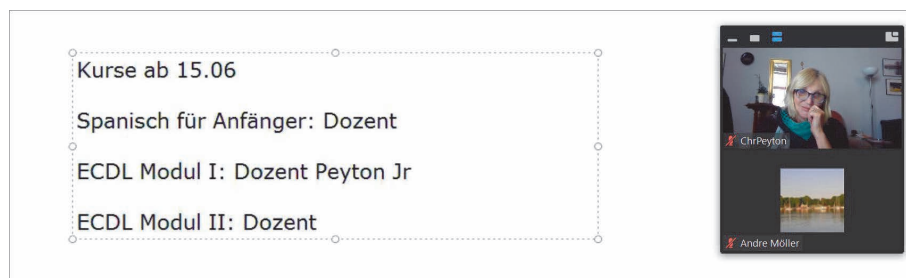 Kurse ab 15.06
Spanisch für Anfänger: Dozent
ECDL Modul I: Dozent Peyton Jr
ECDL Modul II: Dozent
ChrPeyton
Andre Möller